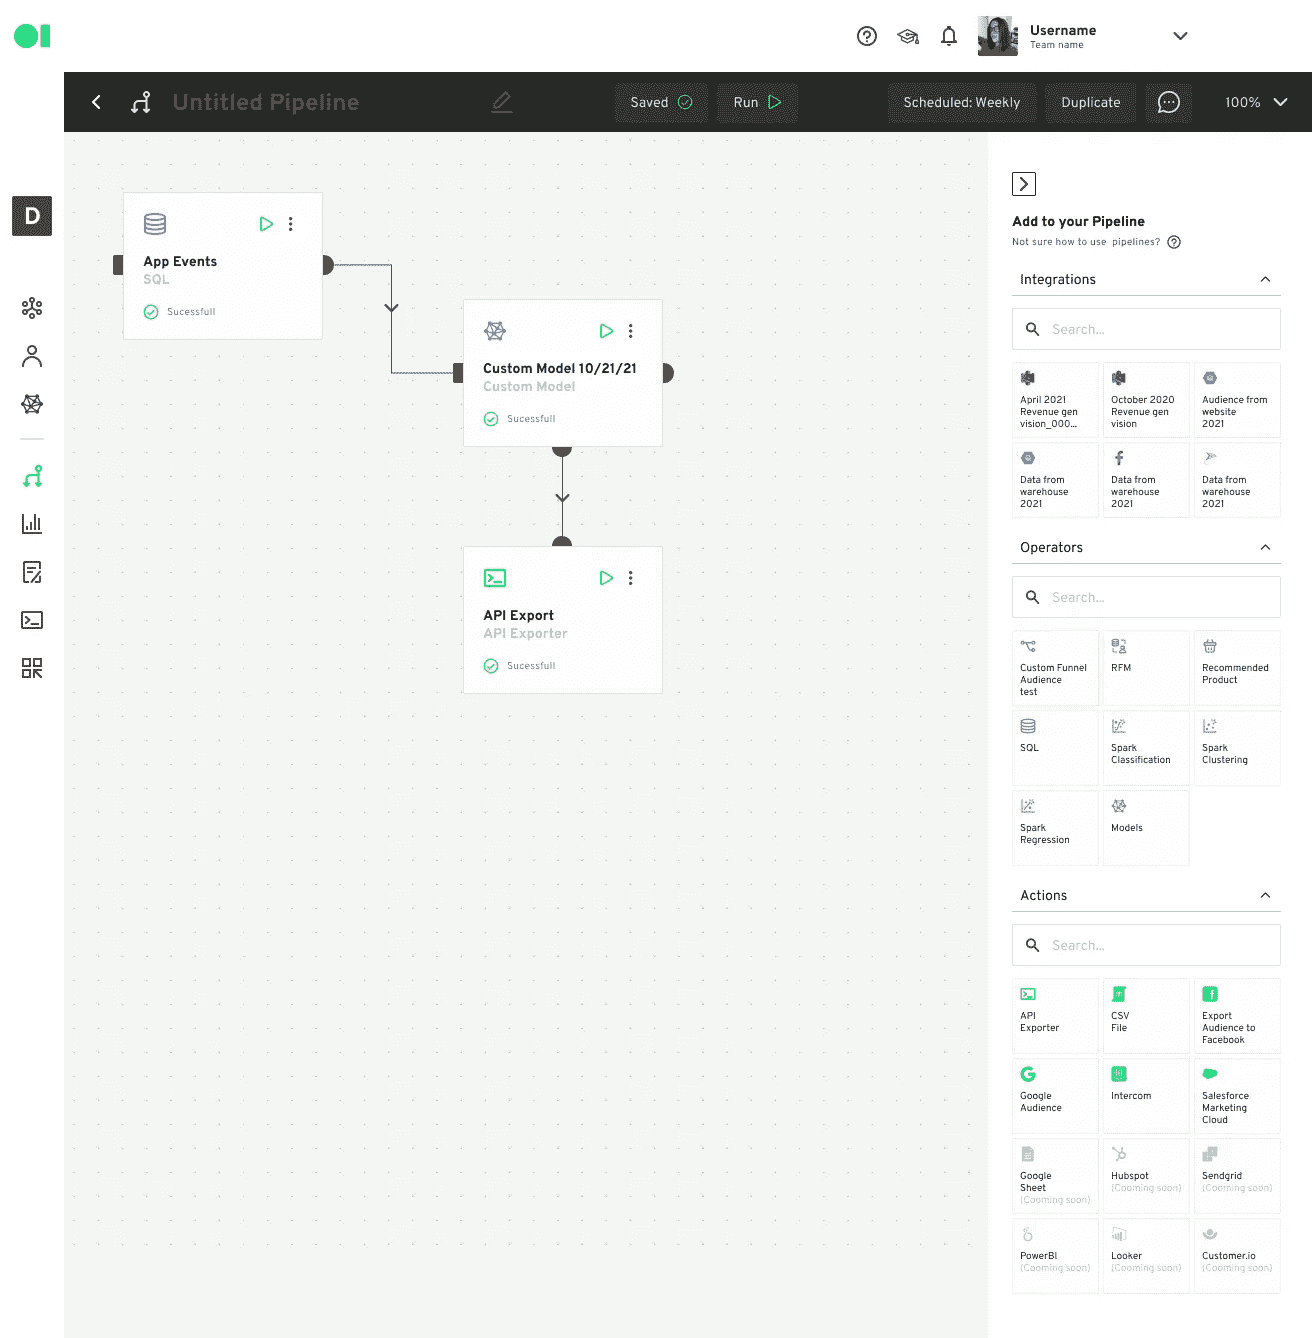 Username
Team name
Untitled Pipeline
Saved
Run
Scheduled: Weekly
Duplicate
100%
D
App Events
SQL
Sucessfull
Custom Model 10/21/21
Custom Model
Sucessfull
API Export
API Exporter
Sucessfull
Add to your Pipeline
Not sure how to use pipelines?
Integrations
Search...
April 2021
Revenue gen
vision_000...
October 2020
Revenue gen
vision
Audience from
website
2021
Data from
warehouse
2021
Data from
warehouse
2021
Data from
warehouse
2021
Operators
Search...
Custom Funnel
Audience
test
RFM
Recommended
Product
SQL
Spark
Classification
Spark
Clustering
Spark
Regression
Models
Actions
Search...
API
Exporter
CSV
File
Export
Audience to
Facebook
Google
Audience
Intercom
Salesforce
Marketing
Cloud
Google
Sheet
(Cooming soon)
Hubspot
(Cooming soon)
Sendgrid
(Cooming soon)
PowerBI
(Cooming soon)
Looker
(Cooming soon)
Customer.io
(Cooming soon)